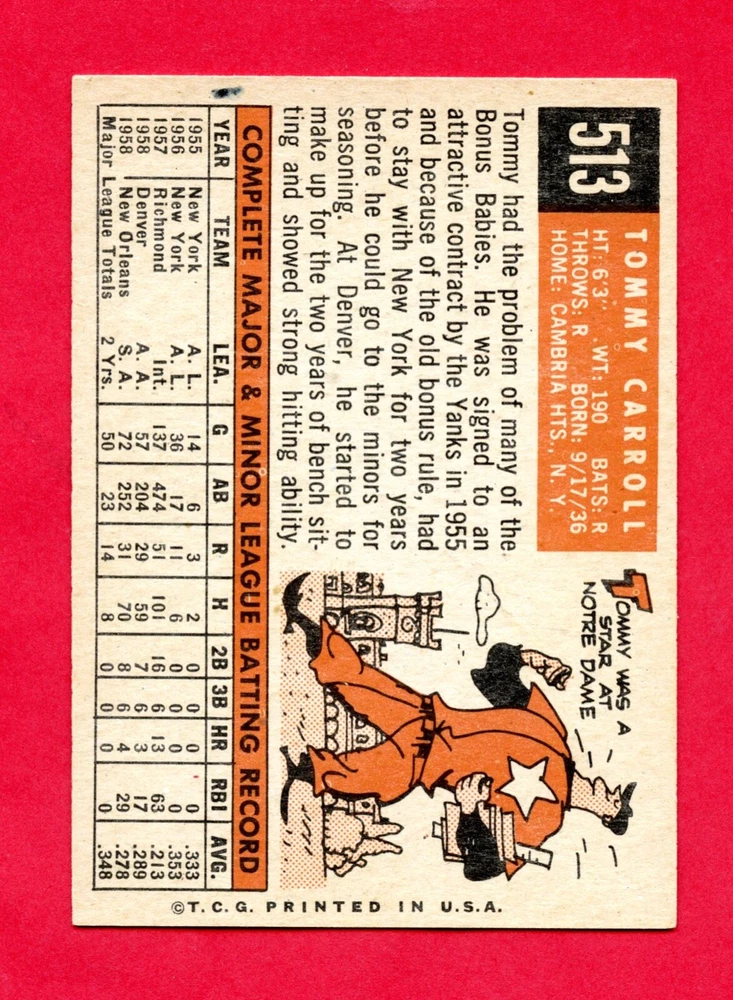 513
TOMMY CARROLL
HT: 6'3" WT: 190 BATS: R
THROWS: R BORN: 9/17/36
HOME: CAMBRIA HTS., N. Y.
Tommy had the problem of many of the
Bonus Babies. He was signed to an
attractive contract by the Yanks in 1955
and because of the old bonus rule, had
to stay with New York for two years
before he could go to the minors for
seasoning. At Denver, he started to
make up for the two years of bench sit-
ting and showed strong hitting ability.
TOMMY WAS A
STAR AT
NOTRE DAME
COMPLETE MAJOR & MINOR LEAGUE BATTING RECORD
YEAR TEAM LEA. G AB R H 2B 3B HR RBI AVG.
1955 New York A. L. 14 6 3 2 0 0 0 0 .333
1956 New York A. L. 36 17 11 6 0 0 0 0 .353
1957 Richmond Int. 137 474 51 101 16 6 13 63 .213
1958 Denver A. A. 57 204 29 59 7 6 3 17 .289
1958 New Orleans S. A. 72 252 31 70 8 6 4 29 .278
Major League Totals 2 Yrs. 50 23 14 8 0 0 0 0 .348
©T. C. G. PRINTED IN U.S.A.